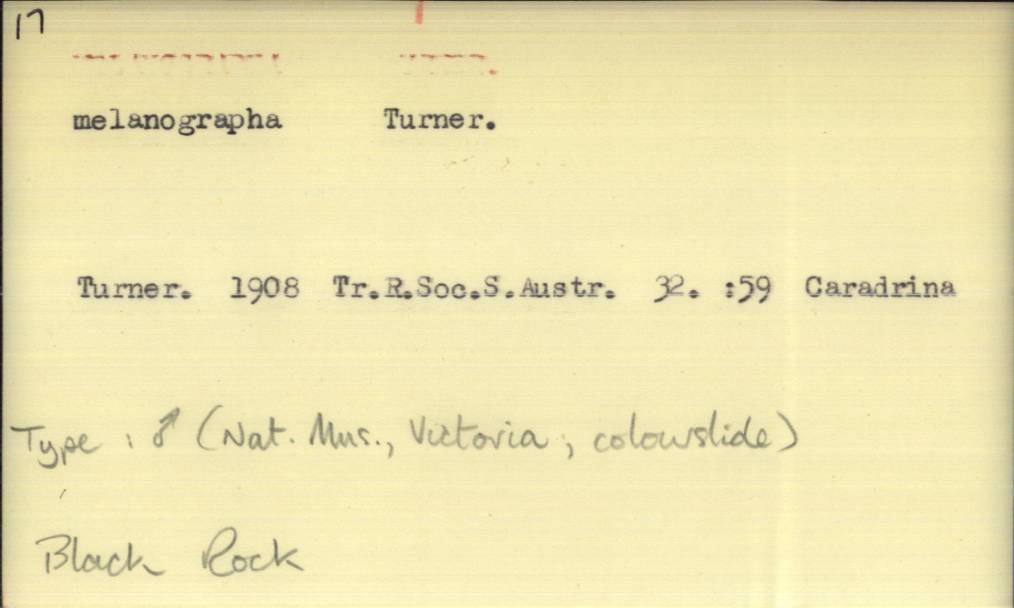 17
melanographa Turner.
Turner. 1908 Tr.R.Soc.S.Austr. 32. :59 Caradrina
Type : ♂ (Nat. Mus., Victoria, colourslide)
Black Rock